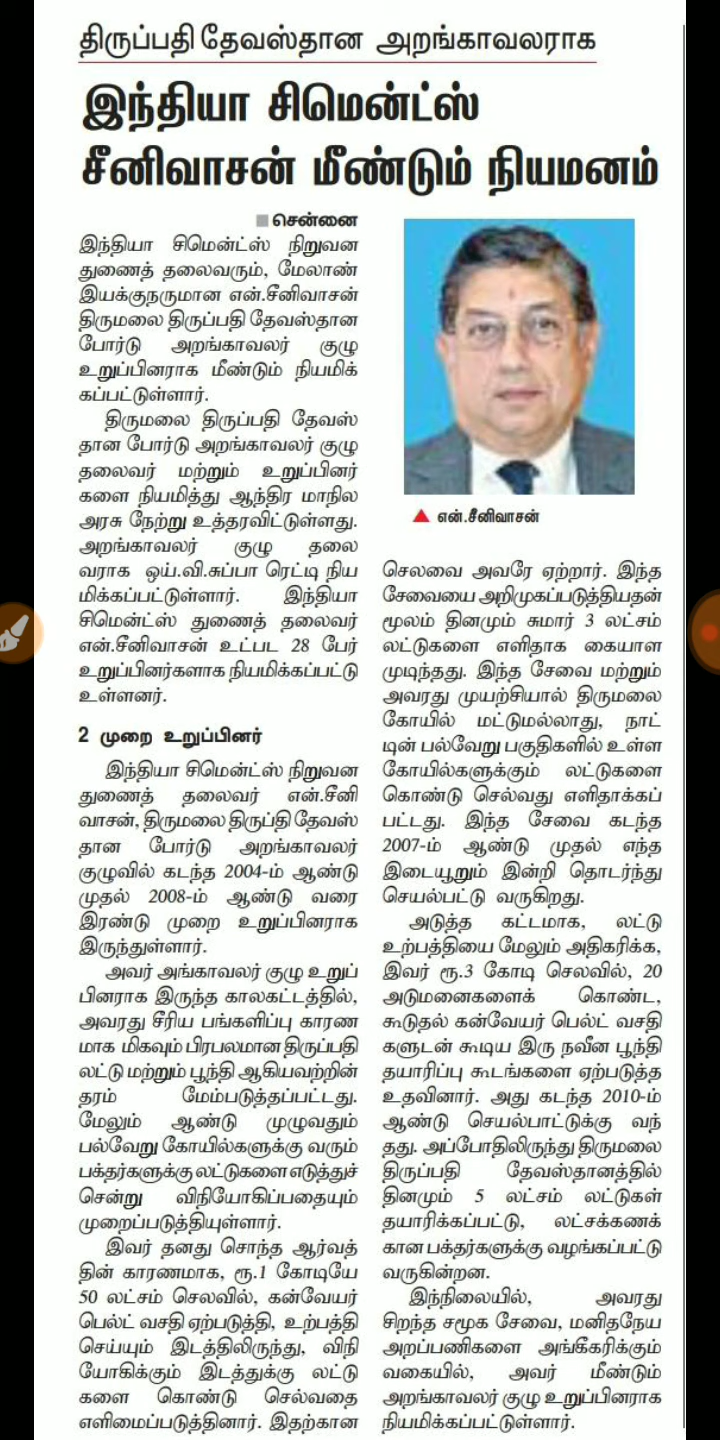 திருப்பதி தேவஸ்தான அறங்காவலராக
இந்தியா சிமென்ட்ஸ்
சீனிவாசன் மீண்டும் நியமனம்
சென்னை
இந்தியா சிமென்ட்ஸ் நிறுவன
துணைத் தலைவரும், மேலாண்
இயக்குநருமான என்.சீனிவாசன்
திருமலை திருப்பதி தேவஸ்தான
போர்டு அறங்காவலர் குழு
உறுப்பினராக மீண்டும் நியமிக்
கப்பட்டுள்ளார்.
திருமலை திருப்பதி தேவஸ்
தான போர்டு அறங்காவலர் குழு
தலைவர் மற்றும் உறுப்பினர்
களை நியமித்து ஆந்திர மாநில
அரசு நேற்று உத்தரவிட்டுள்ளது.
அறங்காவலர் குழு தலை
வராக ஒய்.வி.சுப்பா ரெட்டி நிய
மிக்கப்பட்டுள்ளார். இந்தியா
சிமென்ட்ஸ் துணைத் தலைவர்
என்.சீனிவாசன் உட்பட 28 பேர்
உறுப்பினர்களாக நியமிக்கப்பட்டு
உள்ளனர்.
2 முறை உறுப்பினர்
இந்தியா சிமென்ட்ஸ் நிறுவன
துணைத் தலைவர் என்.சீனி
வாசன், திருமலை திருப்தி தேவஸ்
தான போர்டு அறங்காவலர்
குழுவில் கடந்த 2004-ம் ஆண்டு
முதல் 2008-ம் ஆண்டு வரை
இரண்டு முறை உறுப்பினராக
இருந்துள்ளார்.
அவர் அங்காவலர் குழு உறுப்
பினராக இருந்த காலகட்டத்தில்,
அவரது சீரிய பங்களிப்பு காரண
மாக மிகவும் பிரபலமான திருப்பதி
லட்டு மற்றும் பூந்தி ஆகியவற்றின்
தரம் மேம்படுத்தப்பட்டது.
மேலும் ஆண்டு முழுவதும்
பல்வேறு கோயில்களுக்கு வரும்
பக்தர்களுக்கு லட்டுகளை எடுத்துச்
சென்று விநியோகிப்பதையும்
முறைப்படுத்தியுள்ளார்.
இவர் தனது சொந்த ஆர்வத்
தின் காரணமாக, ரூ.1 கோடியே
50 லட்சம் செலவில், கன்வேயர்
பெல்ட் வசதி ஏற்படுத்தி, உற்பத்தி
செய்யும் இடத்திலிருந்து, விநி
யோகிக்கும் இடத்துக்கு லட்டு
களை கொண்டு செல்வதை
எளிமைப்படுத்தினார். இதற்கான
என்.சீனிவாசன்
செலவை அவரே ஏற்றார். இந்த
சேவையை அறிமுகப்படுத்தியதன்
மூலம் தினமும் சுமார் 3 லட்சம்
லட்டுகளை எளிதாக கையாள
முடிந்தது. இந்த சேவை மற்றும்
அவரது முயற்சியால் திருமலை
கோயில் மட்டுமல்லாது, நாட்
டின் பல்வேறு பகுதிகளில் உள்ள
கோயில்களுக்கும் லட்டுகளை
கொண்டு செல்வது எளிதாக்கப்
பட்டது. இந்த சேவை கடந்த
2007-ம் ஆண்டு முதல் எந்த
இடையூறும் இன்றி தொடர்ந்து
செயல்பட்டு வருகிறது.
அடுத்த கட்டமாக, லட்டு
உற்பத்தியை மேலும் அதிகரிக்க,
இவர் ரூ.3 கோடி செலவில், 20
அடுமனைகளைக் கொண்ட,
கூடுதல் கன்வேயர் பெல்ட் வசதி
களுடன் கூடிய இரு நவீன பூந்தி
தயாரிப்பு கூடங்களை ஏற்படுத்த
உதவினார். அது கடந்த 2010-ம்
ஆண்டு செயல்பாட்டுக்கு வந்
தது. அப்போதிலிருந்து திருமலை
திருப்பதி தேவஸ்தானத்தில்
தினமும் 5 லட்சம் லட்டுகள்
தயாரிக்கப்பட்டு, லட்சக்கணக்
கான பக்தர்களுக்கு வழங்கப்பட்டு
வருகின்றன.
இந்நிலையில், அவரது
சிறந்த சமூக சேவை, மனிதநேய
அறப்பணிகளை அங்கீகரிக்கும்
வகையில், அவர் மீண்டும்
அறங்காவலர் குழு உறுப்பினராக
நியமிக்கப்பட்டுள்ளார்.